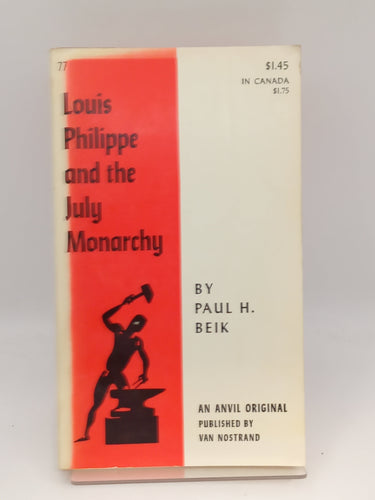 77
$1.45
IN CANADA
$1.75
Louis
Philippe
and the
July
Monarchy
BY
PAUL H.
BEIK
AN ANVIL ORIGINAL
PUBLISHED BY
VAN NOSTRAND